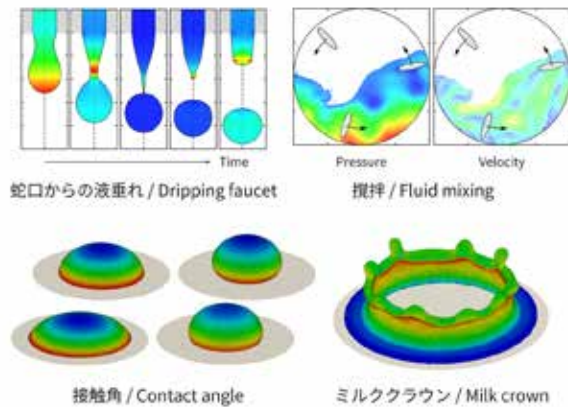 Time
蛇口からの液垂れ / Dripping faucet
Pressure
Velocity
撹拌 / Fluid mixing
接触角 / Contact angle
ミルククラウン / Milk crown